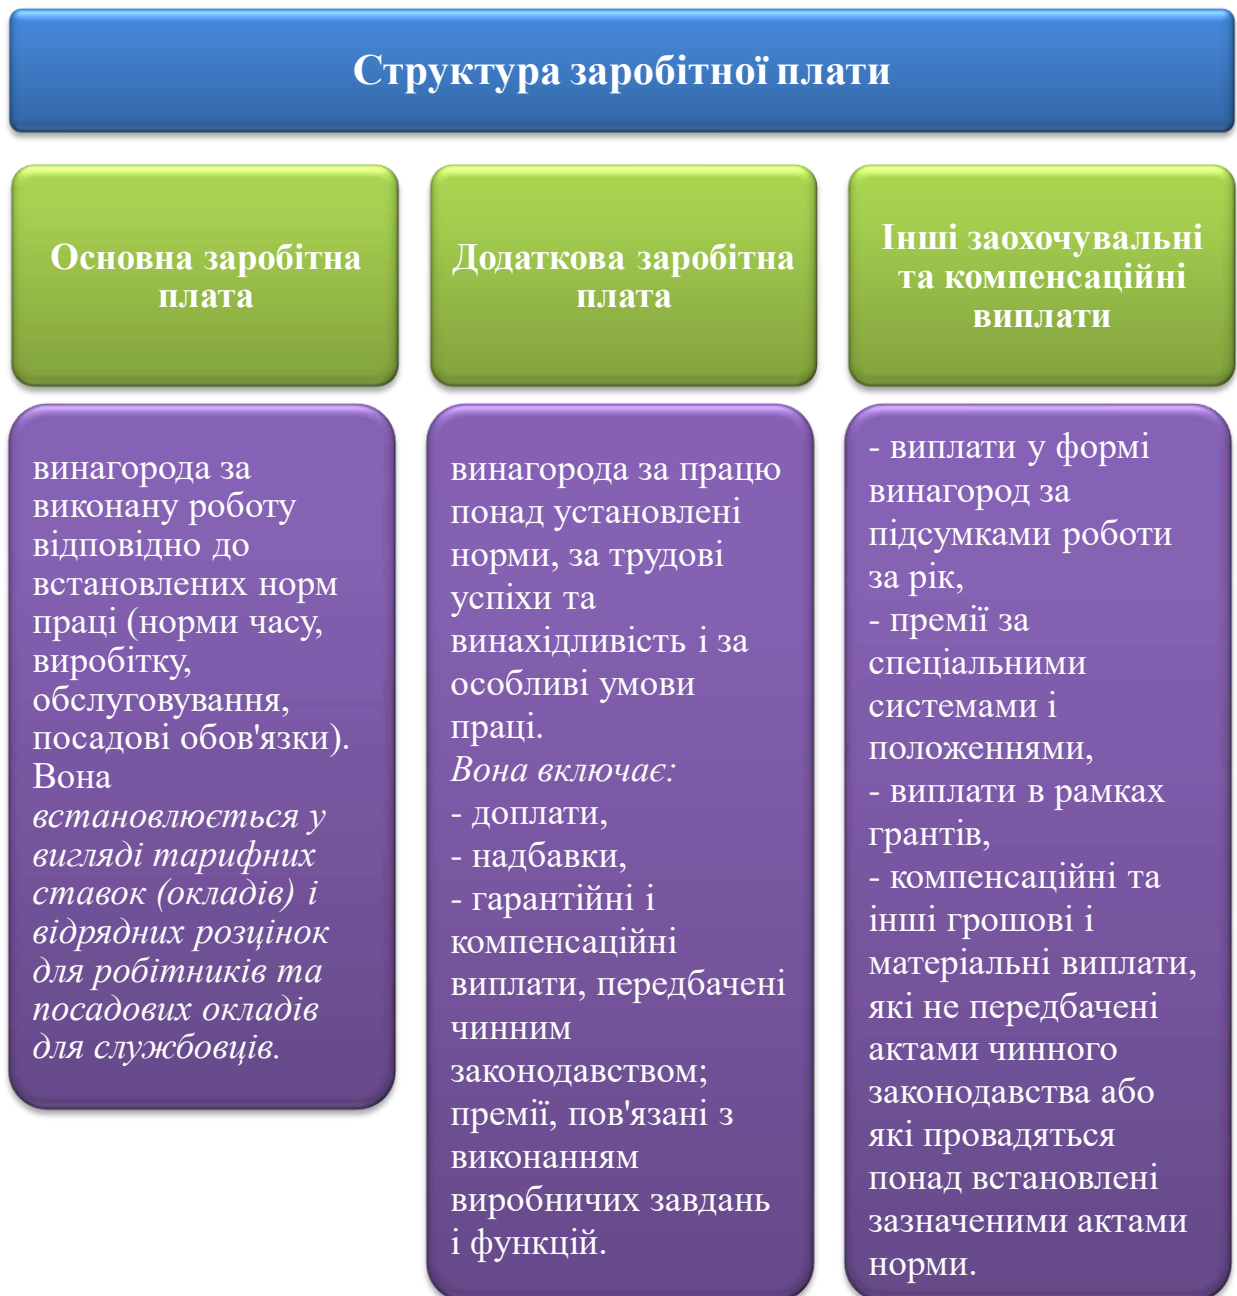 Структура заробітної плати
Основна заробітна
плата
Додаткова заробітна
плата
Інші заохочувальні
та компенсаційні
виплати
винагорода за
виконану роботу
відповідно до
встановлених норм
праці (норми часу,
виробітку,
обслуговування,
посадові обов'язки).
Вона
встановлюється у
вигляді тарифних
ставок (окладів) і
відрядних розцінок
для робітників та
посадових окладів
для службовців.
винагорода за працю
понад установлені
норми, за трудові
успіхи та
винахідливість і за
особливі умови
праці.
Вона включає:
- доплати,
- надбавки,
- гарантійні і
компенсаційні
виплати, передбачені
чинним
законодавством;
премії, пов'язані з
виконанням
виробничих завдань
і функцій.
- виплати у формі
винагород за
підсумками роботи
за рік,
- премії за
спеціальними
системами і
положеннями,
- виплати в рамках
грантів,
- компенсаційні та
інші грошові і
матеріальні виплати,
які не передбачені
актами чинного
законодавства або
які провадяться
понад встановлені
зазначеними актами
норми.